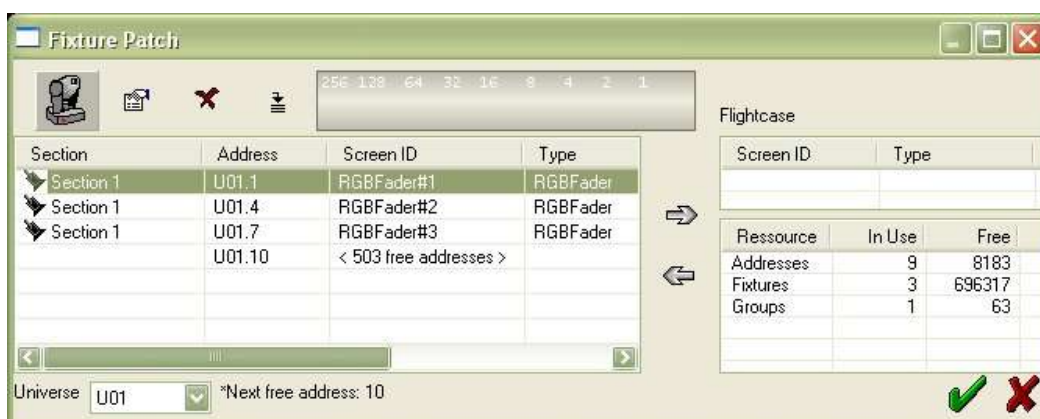 Fixture Patch
256 128 64 32 16 8 4 2 1
Flightcase
Section Address Screen ID Type
Section 1 U01.1 RGBFader#1 RGBFader
Section 1 U01.4 RGBFader#2 RGBFader
Section 1 U01.7 RGBFader#3 RGBFader
U01.10 < 503 free addresses >
Screen ID Type
Ressource In Use Free
Addresses 9 8183
Fixtures 3 696317
Groups 1 63
Universe U01 *Next free address: 10